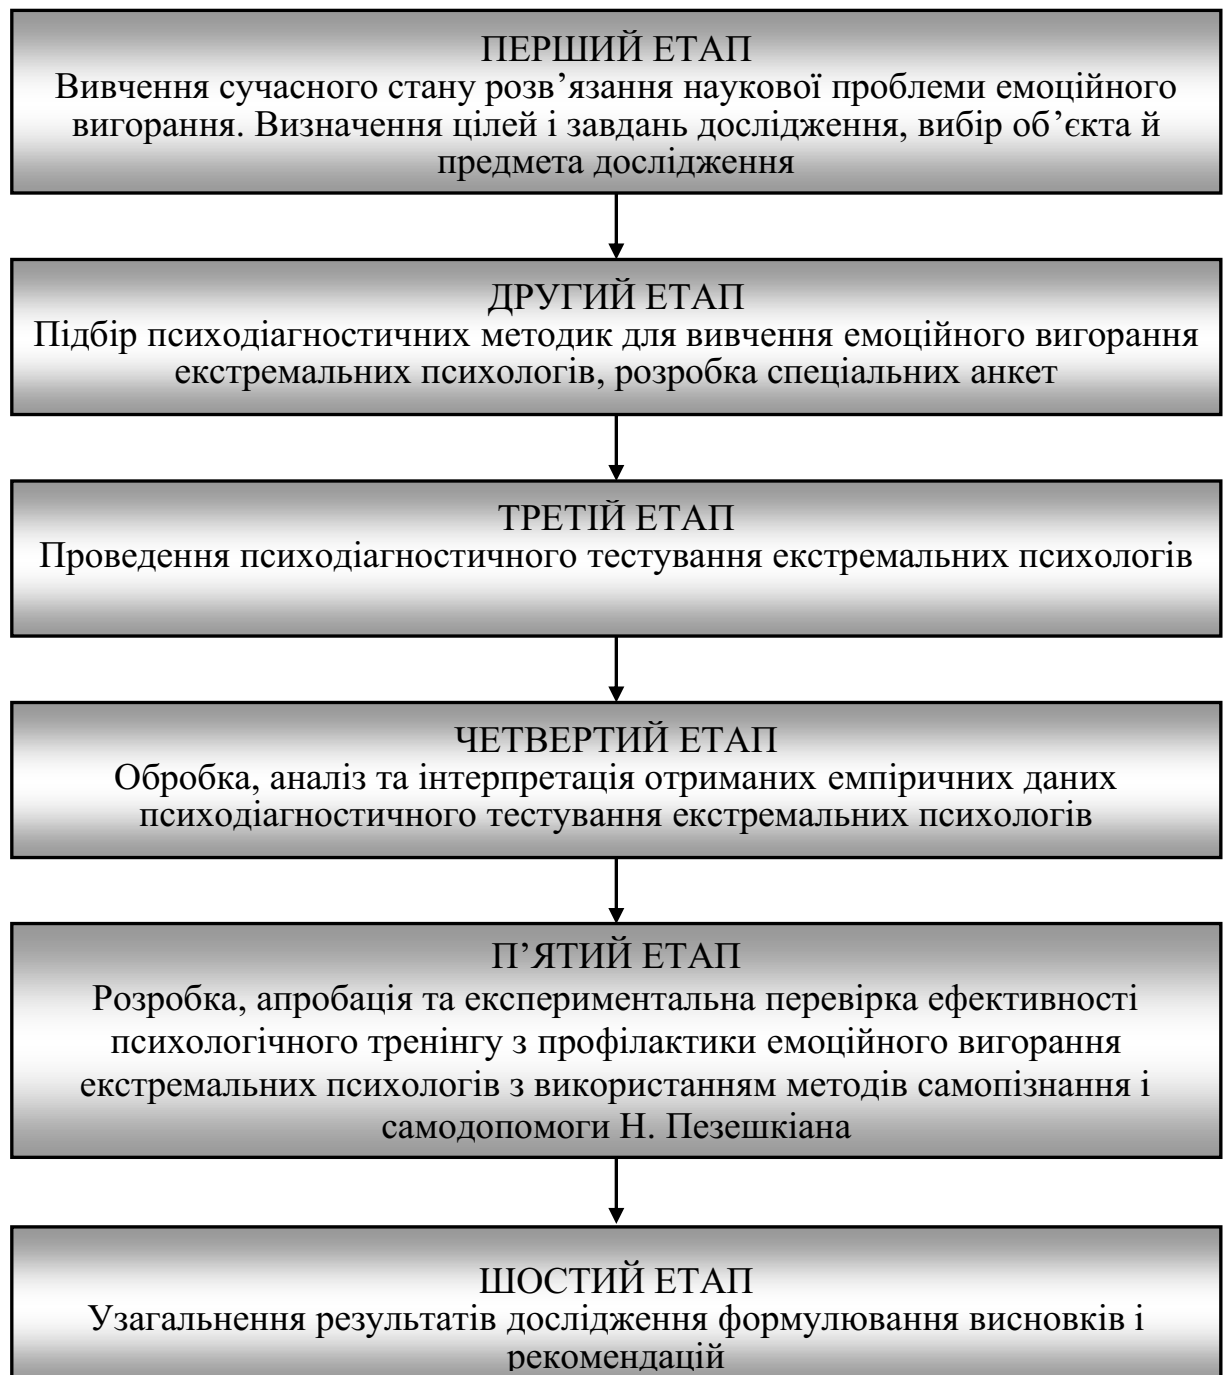 ПЕРШИЙ ЕТАП
Вивчення сучасного стану розв’язання наукової проблеми емоційного
вигорання. Визначення цілей і завдань дослідження, вибір об’єкта й
предмета дослідження
ДРУГИЙ ЕТАП
Підбір психодіагностичних методик для вивчення емоційного вигорання
екстремальних психологів, розробка спеціальних анкет
ТРЕТІЙ ЕТАП
Проведення психодіагностичного тестування екстремальних психологів
ЧЕТВЕРТИЙ ЕТАП
Обробка, аналіз та інтерпретація отриманих емпіричних даних
психодіагностичного тестування екстремальних психологів
П’ЯТИЙ ЕТАП
Розробка, апробація та експериментальна перевірка ефективності
психологічного тренінгу з профілактики емоційного вигорання
екстремальних психологів з використанням методів самопізнання і
самодопомоги Н. Пезешкіана
ШОСТИЙ ЕТАП
Узагальнення результатів дослідження формулювання висновків і
рекомендацій